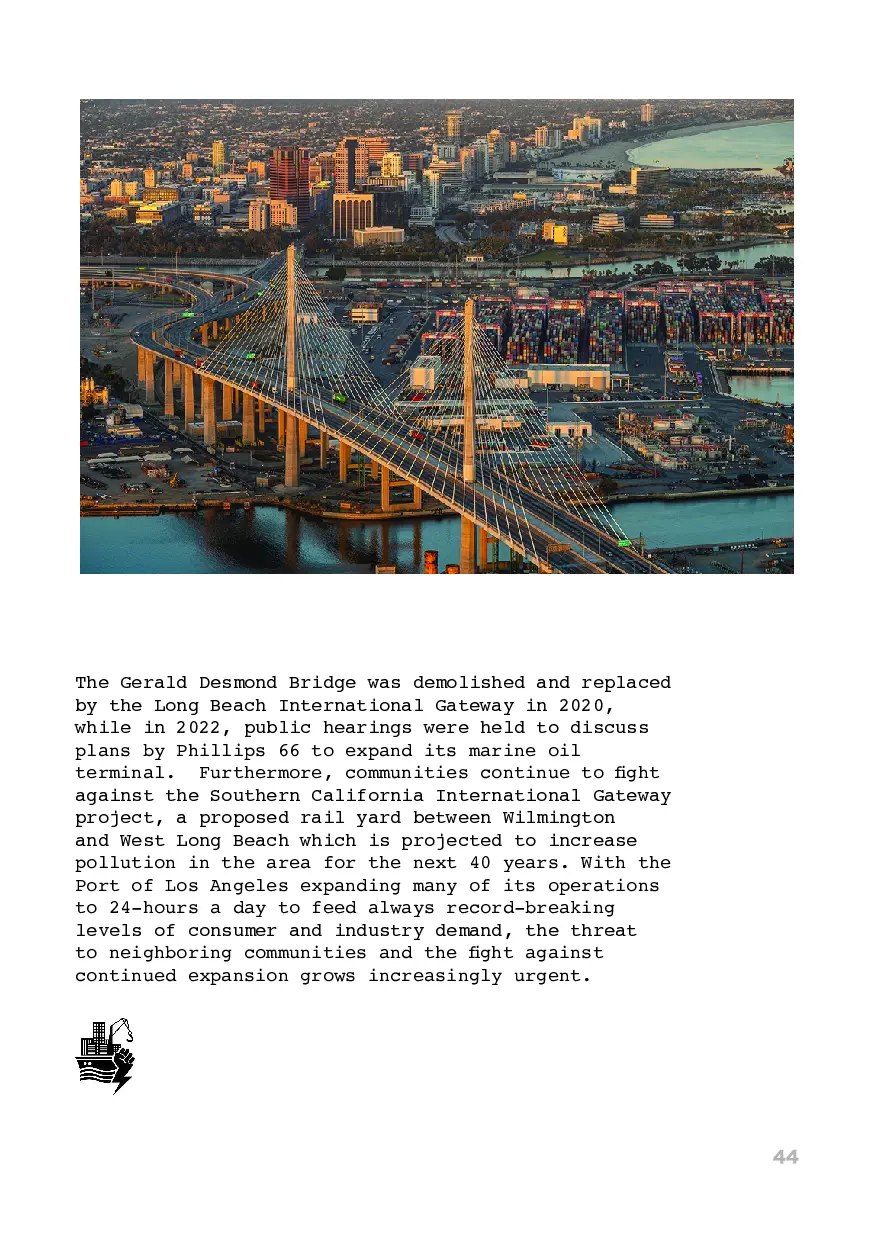 The Gerald Desmond Bridge was demolished and replaced
by the Long Beach International Gateway in 2020,
while in 2022, public hearings were held to discuss
plans by Phillips 66 to expand its marine oil
terminal.  Furthermore, communities continue to fight
against the Southern California International Gateway
project, a proposed rail yard between Wilmington
and West Long Beach which is projected to increase
pollution in the area for the next 40 years. With the
Port of Los Angeles expanding many of its operations
to 24-hours a day to feed always record-breaking
levels of consumer and industry demand, the threat
to neighboring communities and the fight against
continued expansion grows increasingly urgent.
44